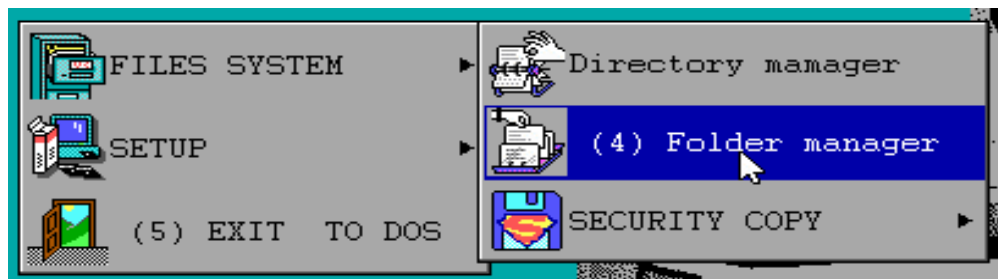 FILES SYSTEM
SETUP
(5) EXIT TO DOS
Directory mamager
(4) Folder manager
SECURITY COPY